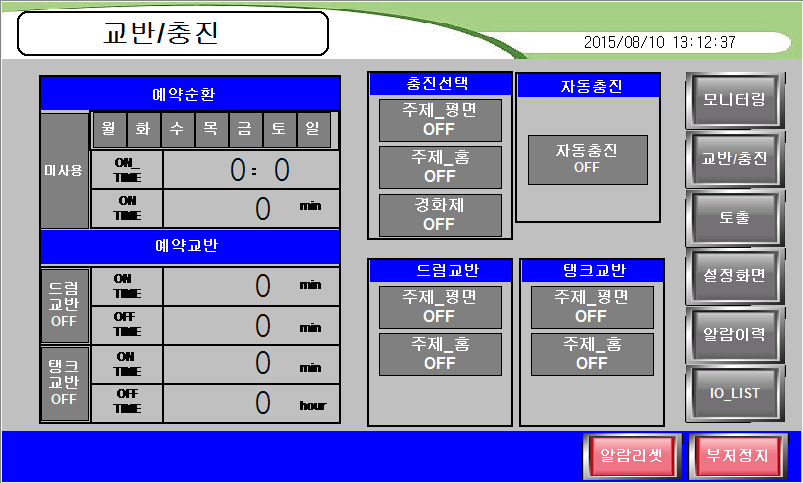 교반/충진
2015/08/10 13:12:37
예약순환
월 화 수 목 금 토 일
미사용
ON_
TIME
0 : 0
ON
TIME
0 min
예약교반
드럼
교반
OFF
ON
TIME
0 min
OFF
TIME
0 min
탱크
교반
OFF
ON
TIME
0 min
OFF
TIME
0 hour
충진선택
주제_평면
OFF
주제_홈
OFF
경화제
OFF
자동충진
자동충진
OFF
드럼교반
주제_평면
OFF
주제_홈
OFF
탱크교반
주제_평면
OFF
주제_홈
OFF
모니터링
교반/충진
토출
설정화면
알람이력
IO_LIST
알람리셋
부저정지